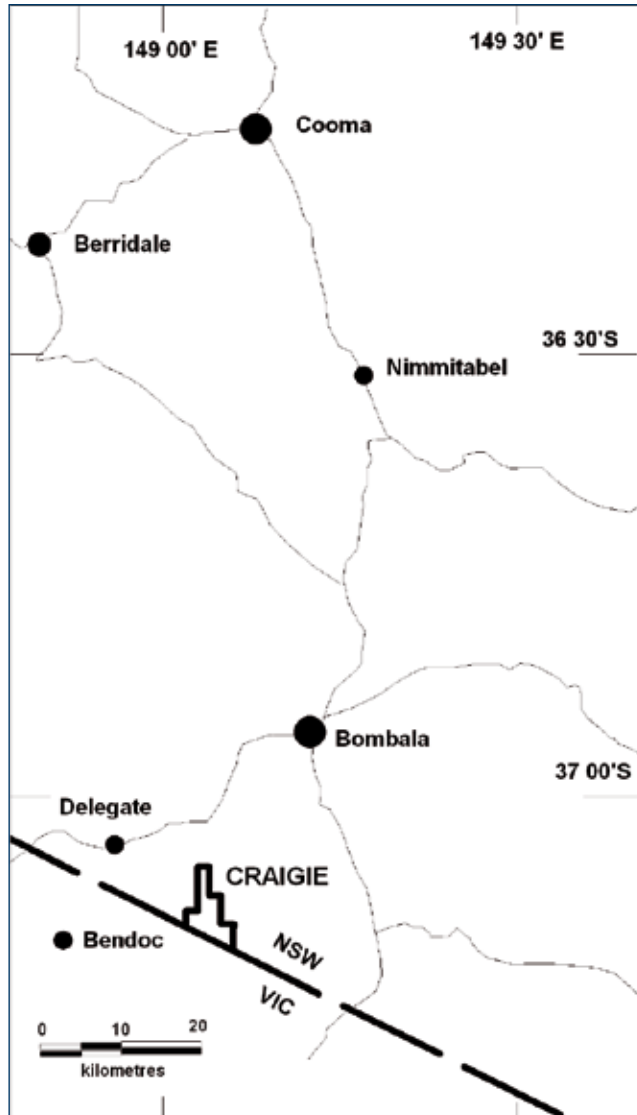 149 00' E
149 30' E
Cooma
Berridale
36 30'S
Nimmitabel
Bombala
37 00'S
Delegate
CRAIGIE
Bendoc
NSW
VIC
0 10 20
kilometres